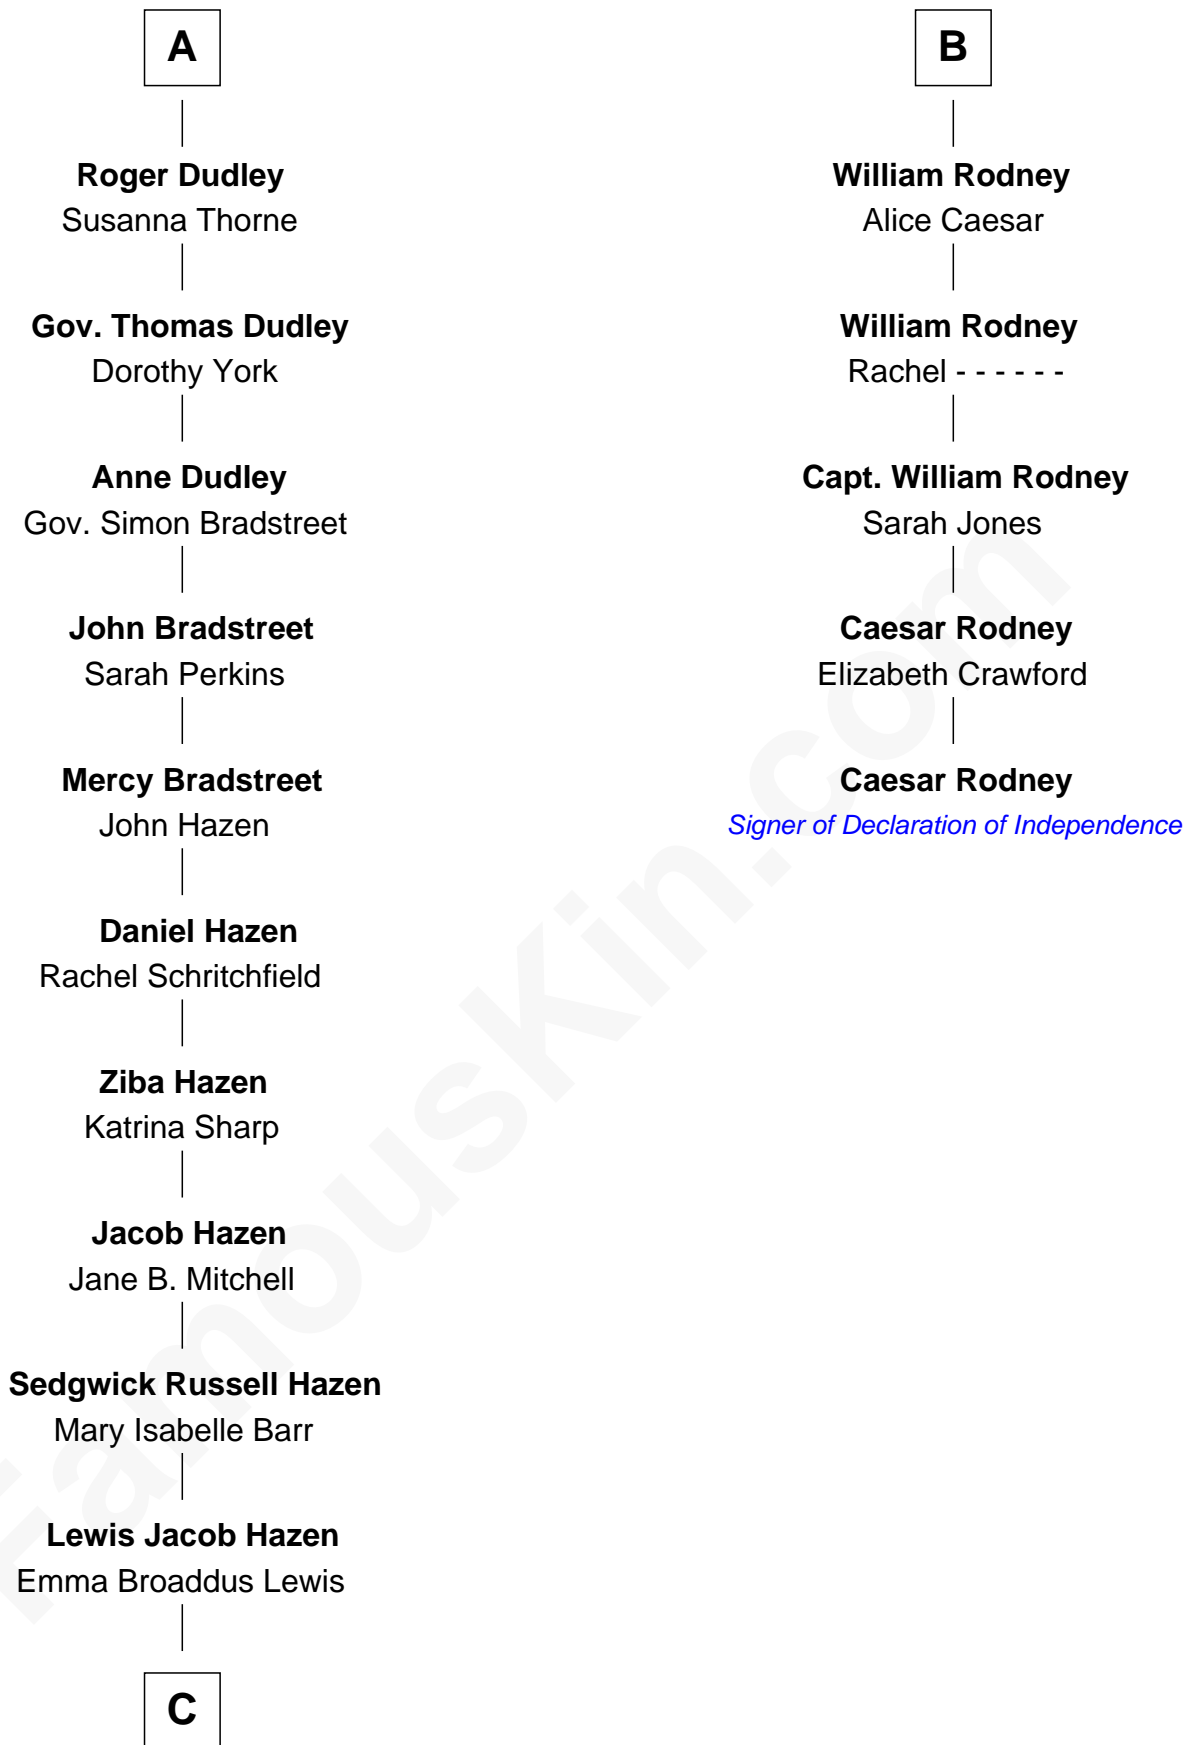 A
Roger Dudley
Susanna Thorne
Gov. Thomas Dudley
Dorothy York
Anne Dudley
Gov. Simon Bradstreet
John Bradstreet
Sarah Perkins
Mercy Bradstreet
John Hazen
Daniel Hazen
Rachel Schritchfield
Ziba Hazen
Katrina Sharp
Jacob Hazen
Jane B. Mitchell
Sedgwick Russell Hazen
Mary Isabelle Barr
Lewis Jacob Hazen
Emma Broaddus Lewis
C
B
William Rodney
Alice Caesar
William Rodney
Rachel - - - - - -
Capt. William Rodney
Sarah Jones
Caesar Rodney
Elizabeth Crawford
Caesar Rodney
Signer of Declaration of Independence
FamousKin.com